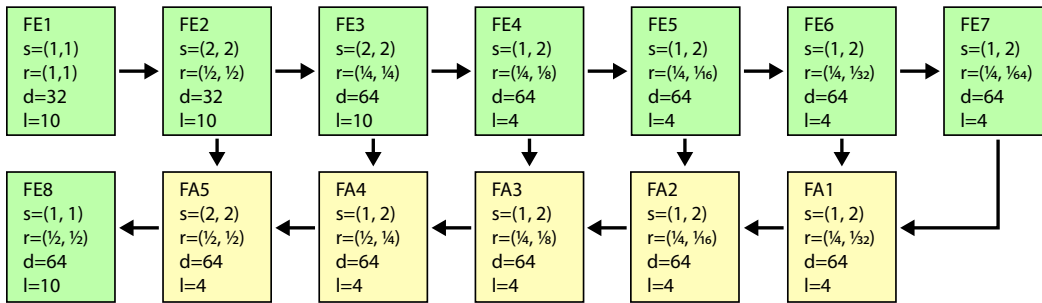 FE1
s=(1,1)
r=(1,1)
d=32
l=10
FE2
s=(2, 2)
r=(½, ½)
d=32
l=10
FE3
s=(2, 2)
r=(¼, ¼)
d=64
l=10
FE4
s=(1, 2)
r=(¼, ⅛)
d=64
l=4
FE5
s=(1, 2)
r=(¼, 1⁄16)
d=64
l=4
FE6
s=(1, 2)
r=(¼, 1⁄32)
d=64
l=4
FE7
s=(1, 2)
r=(¼, 1⁄64)
d=64
l=4
FE8
s=(1, 1)
r=(½, ½)
d=64
l=10
FA5
s=(2, 2)
r=(½, ½)
d=64
l=4
FA4
s=(1, 2)
r=(½, ¼)
d=64
l=4
FA3
s=(1, 2)
r=(¼, ⅛)
d=64
l=4
FA2
s=(1, 2)
r=(¼, 1⁄16)
d=64
l=4
FA1
s=(1, 2)
r=(¼, 1⁄32)
d=64
l=4